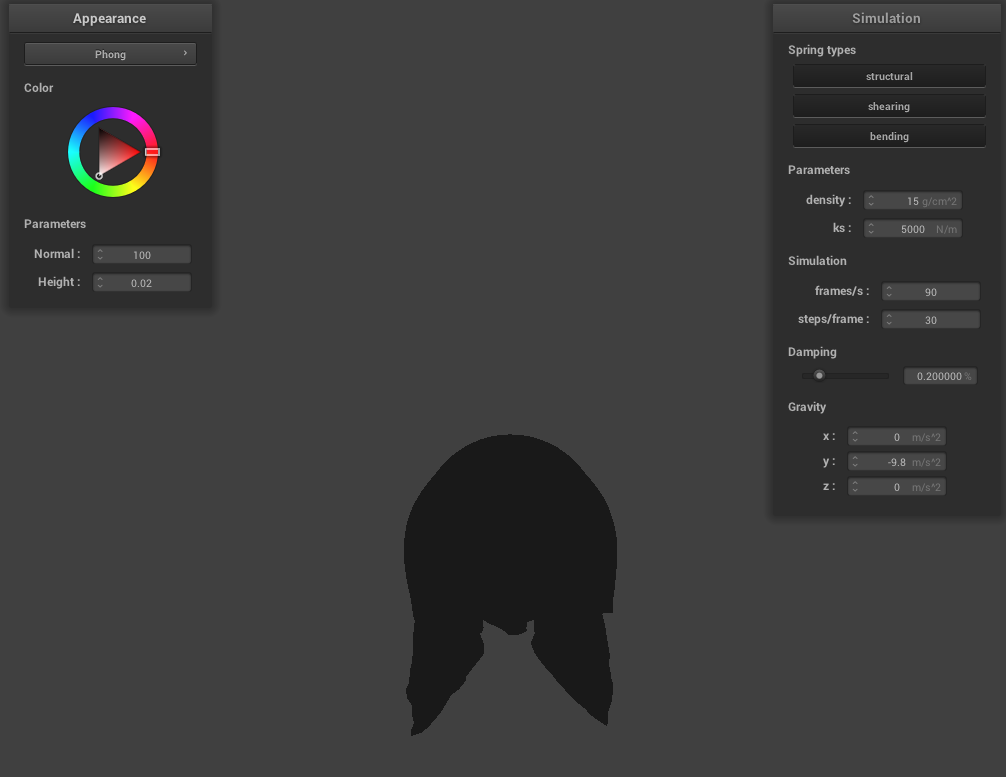 Appearance
Phong
Color
Parameters
Normal : 100
Height : 0.02
Simulation
Spring types
structural
shearing
bending
Parameters
density : 15 g/cm^2
ks : 5000 N/m
Simulation
frames/s : 90
steps/frame : 30
Damping
0.200000 %
Gravity
x : 0 m/s^2
y : -9.8 m/s^2
z : 0 m/s^2